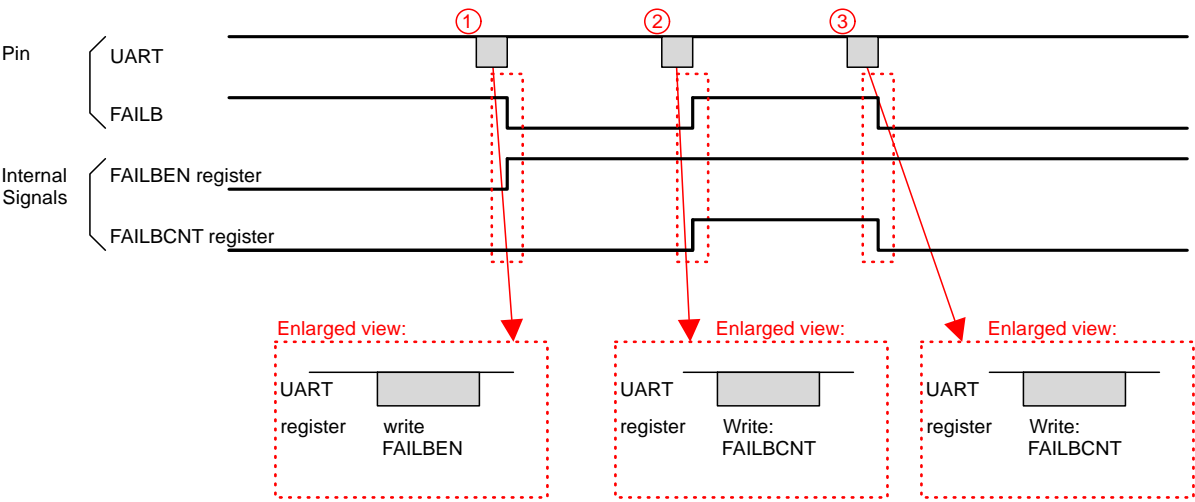 ① ② ③
Pin
UART
FAILB
Internal
Signals
FAILBEN register
FAILBCNT register
Enlarged view:
UART
register
write
FAILBEN
Enlarged view:
UART
register
Write:
FAILBCNT
Enlarged view:
UART
register
Write:
FAILBCNT